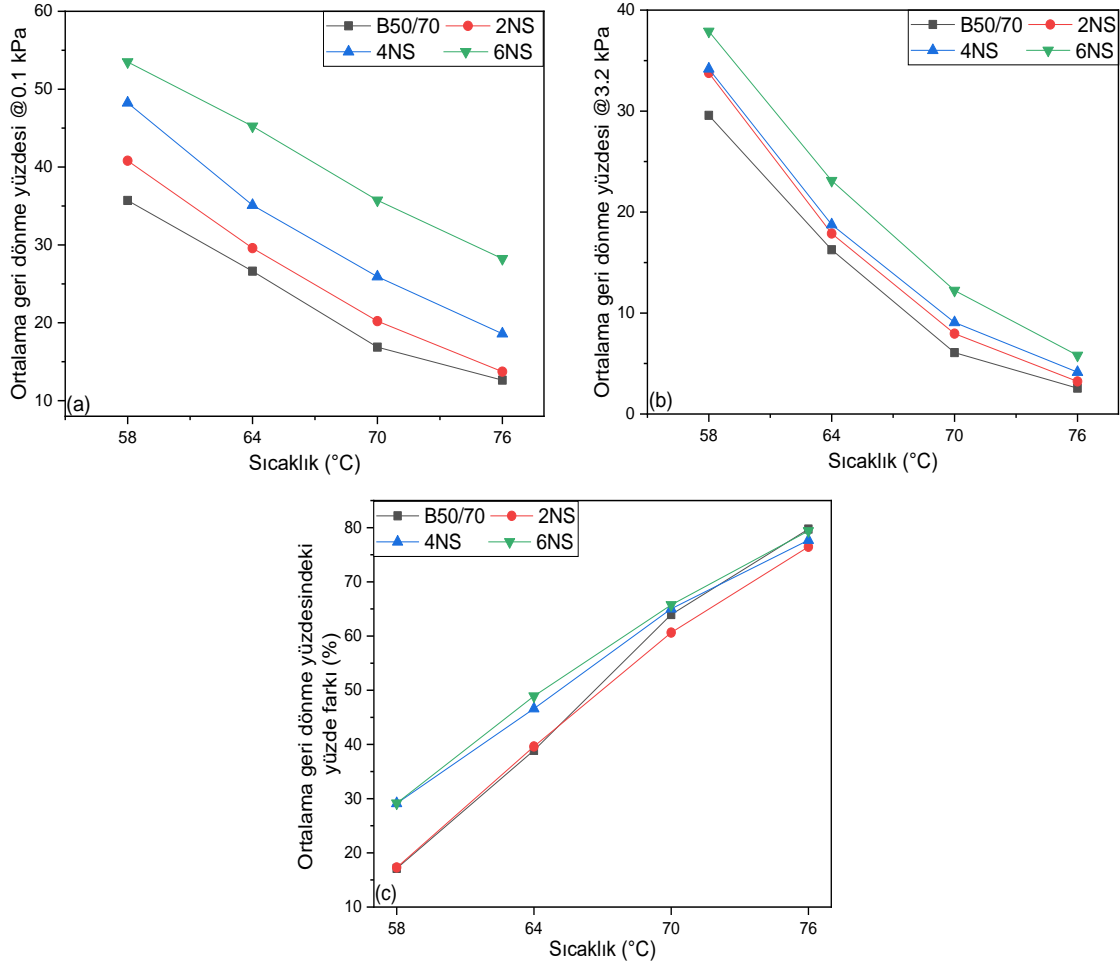 Ortalama geri dönme yüzdesi @0.1 kPa
60
50
40
30
20
10
B50/70
2NS
4NS
6NS
(a)
58
64
70
76
Sıcaklık (°C)
Ortalama geri dönme yüzdesi @3.2 kPa
40
30
20
10
0
B50/70
2NS
4NS
6NS
(b)
58
64
70
76
Sıcaklık (°C)
Ortalama geri dönme yüzdesindeki
yüzde farkı (%)
80
70
60
50
40
30
20
10
B50/70
2NS
4NS
6NS
(c)
58
64
70
76
Sıcaklık (°C)